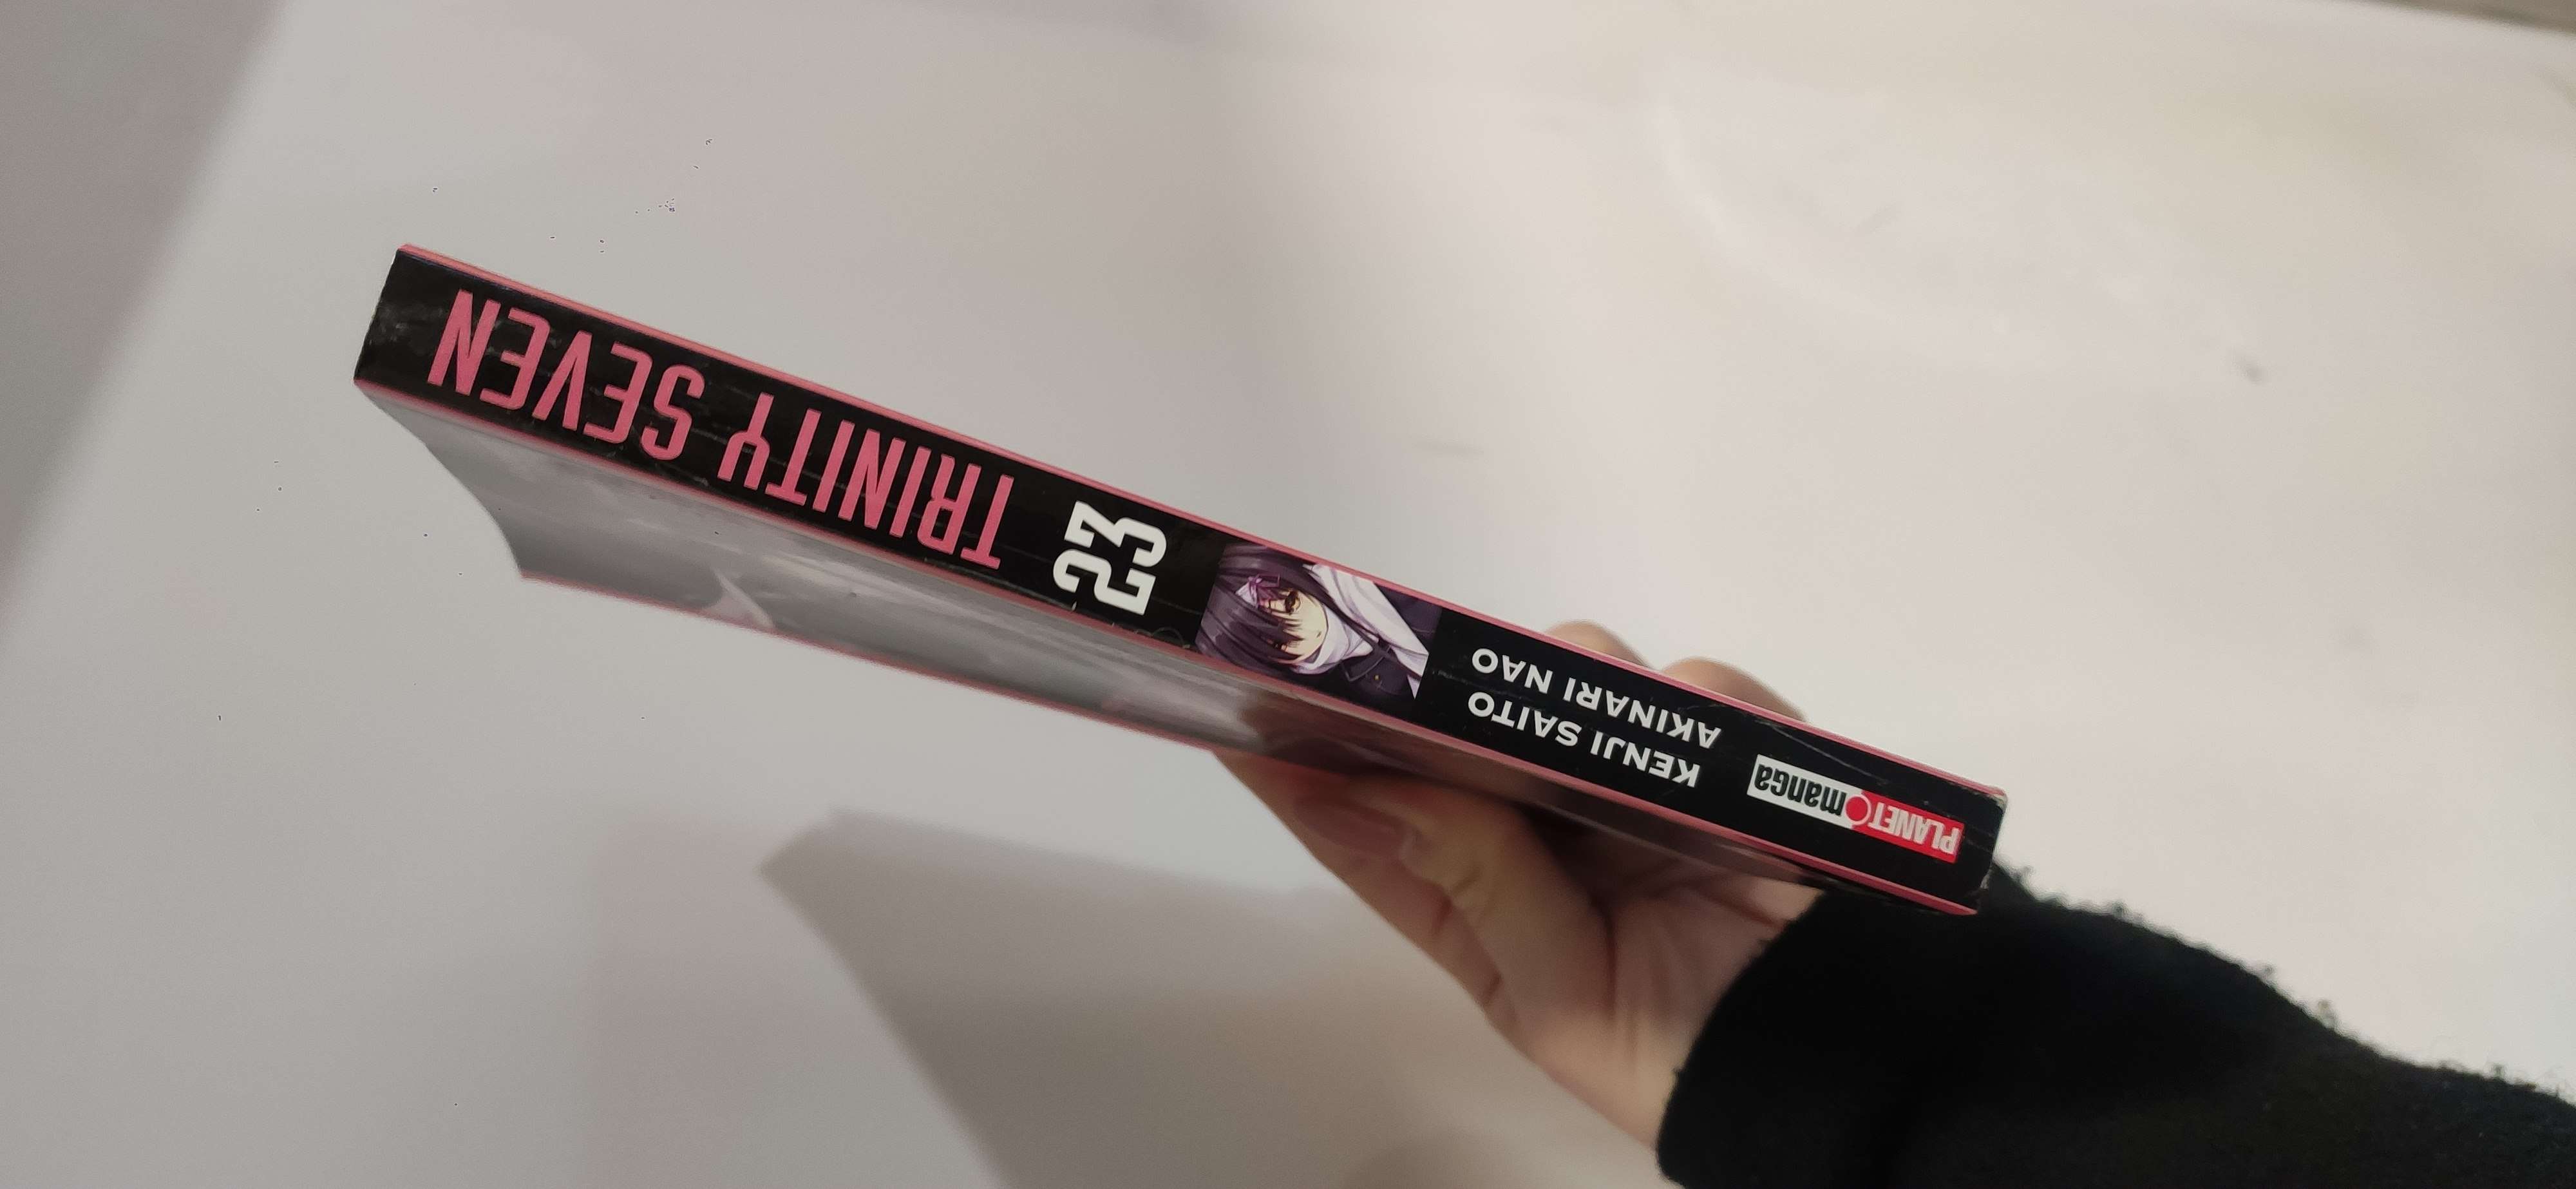 TRINITY SEVEN
23
KENJI SAITO
AKINARI NAO
PLANET manga